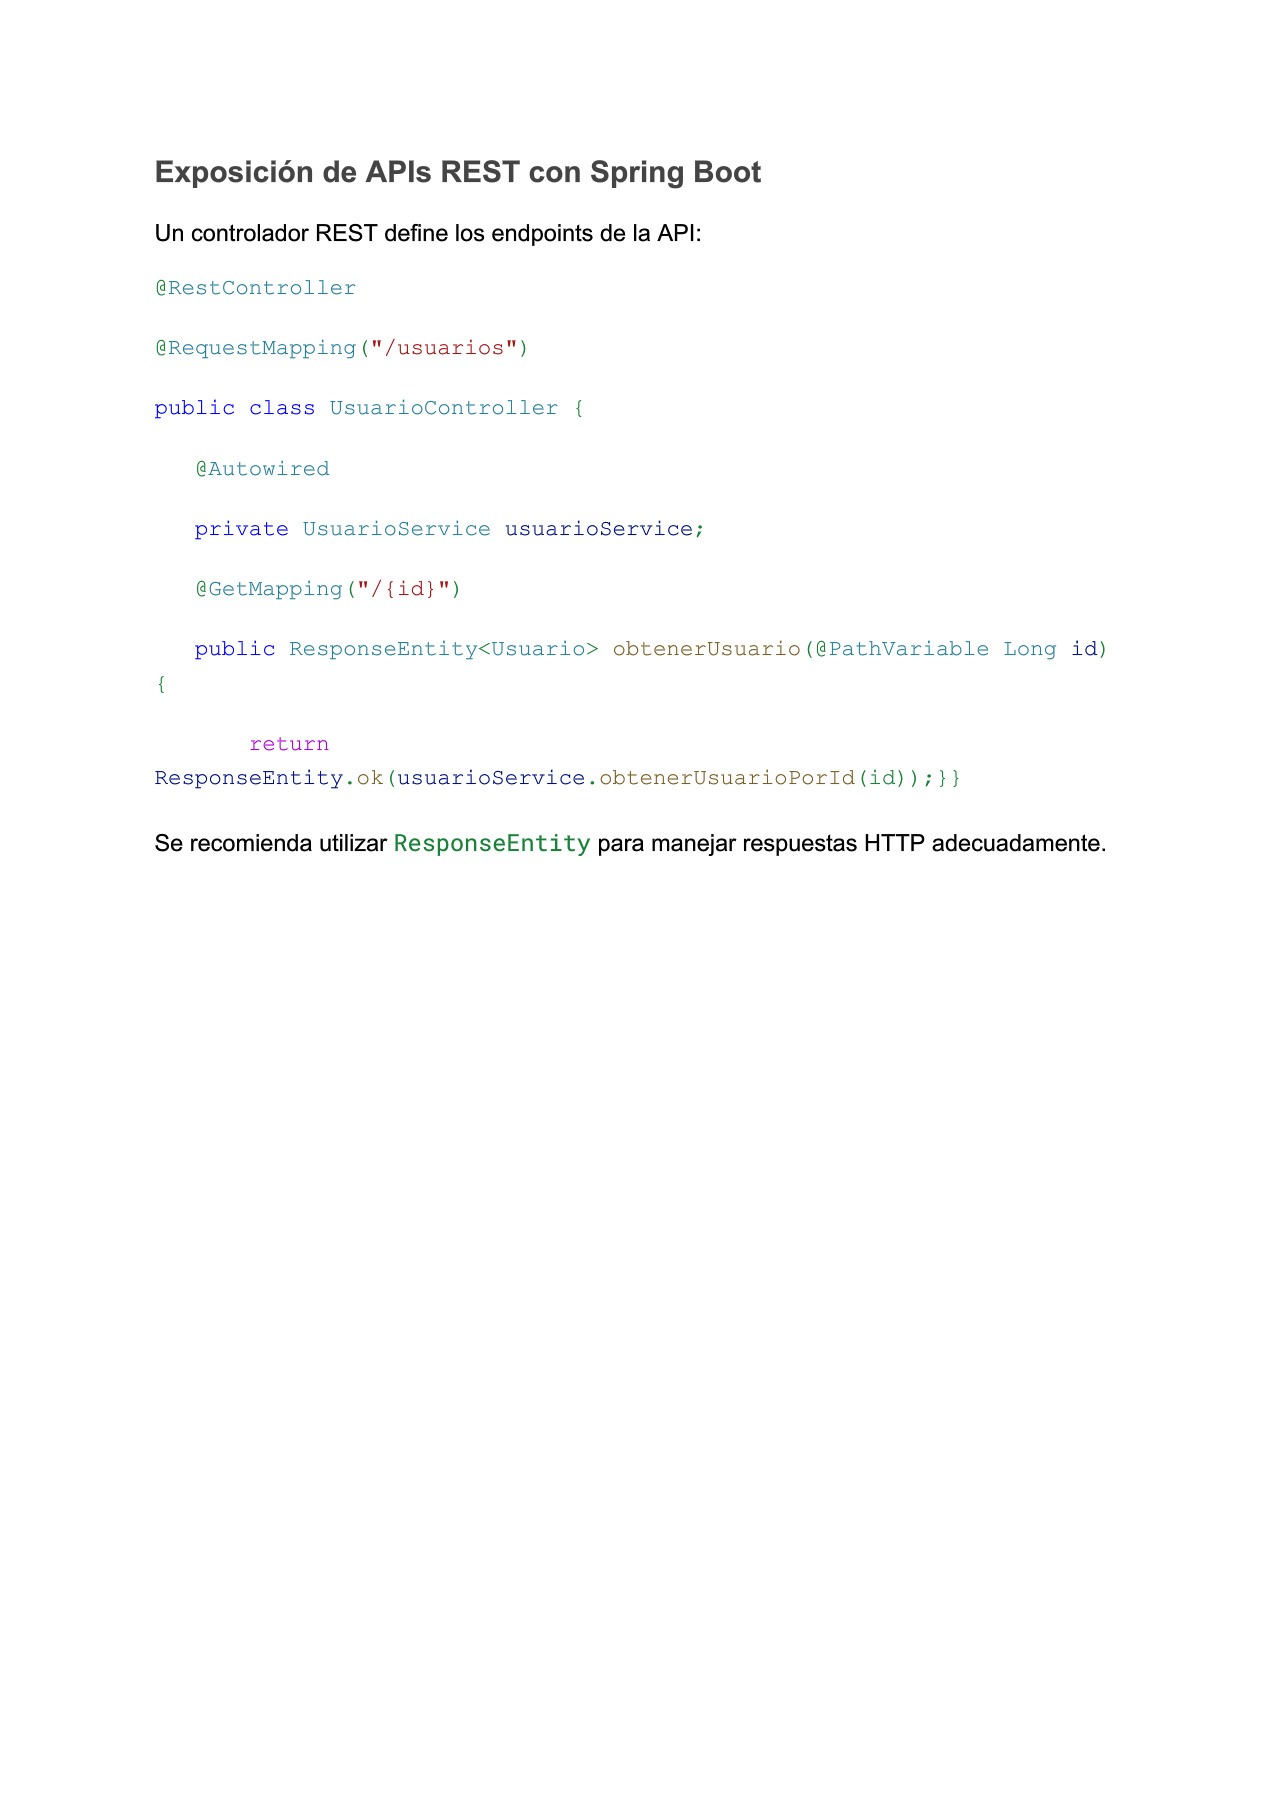 Exposición de APIs REST con Spring Boot
Un controlador REST define los endpoints de la API:
@RestController
@RequestMapping("/usuarios")
public class UsuarioController {
@Autowired
private UsuarioService usuarioService;
@GetMapping("/{id}")
public ResponseEntity<Usuario> obtenerUsuario(@PathVariable Long id)
{
return
ResponseEntity.ok(usuarioService.obtenerUsuarioPorId(id));}}
Se recomienda utilizar ResponseEntity para manejar respuestas HTTP adecuadamente.